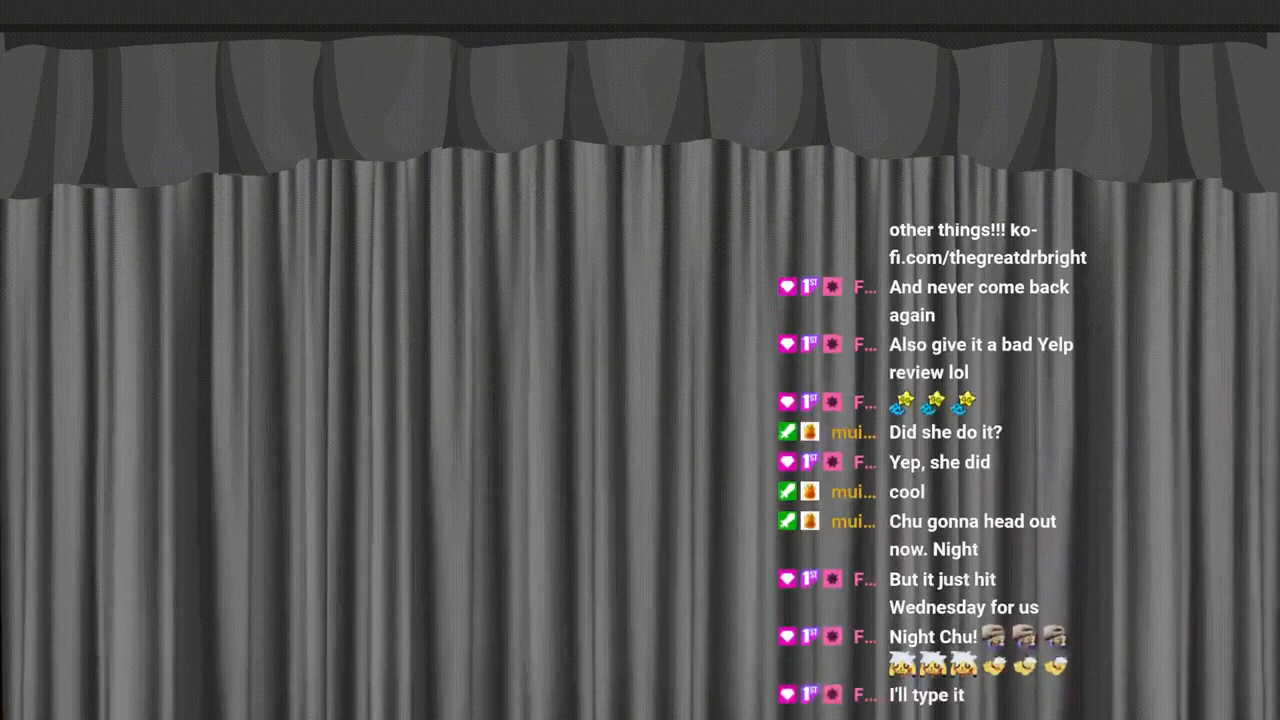 other things!!! ko-
fi.com/thegreatdrbright
F... And never come back
again
F... Also give it a bad Yelp
review lol
F...
mui... Did she do it?
F... Yep, she did
mui... cool
mui... Chu gonna head out
now. Night
F... But it just hit
Wednesday for us
F... Night Chu!
F... I'll type it